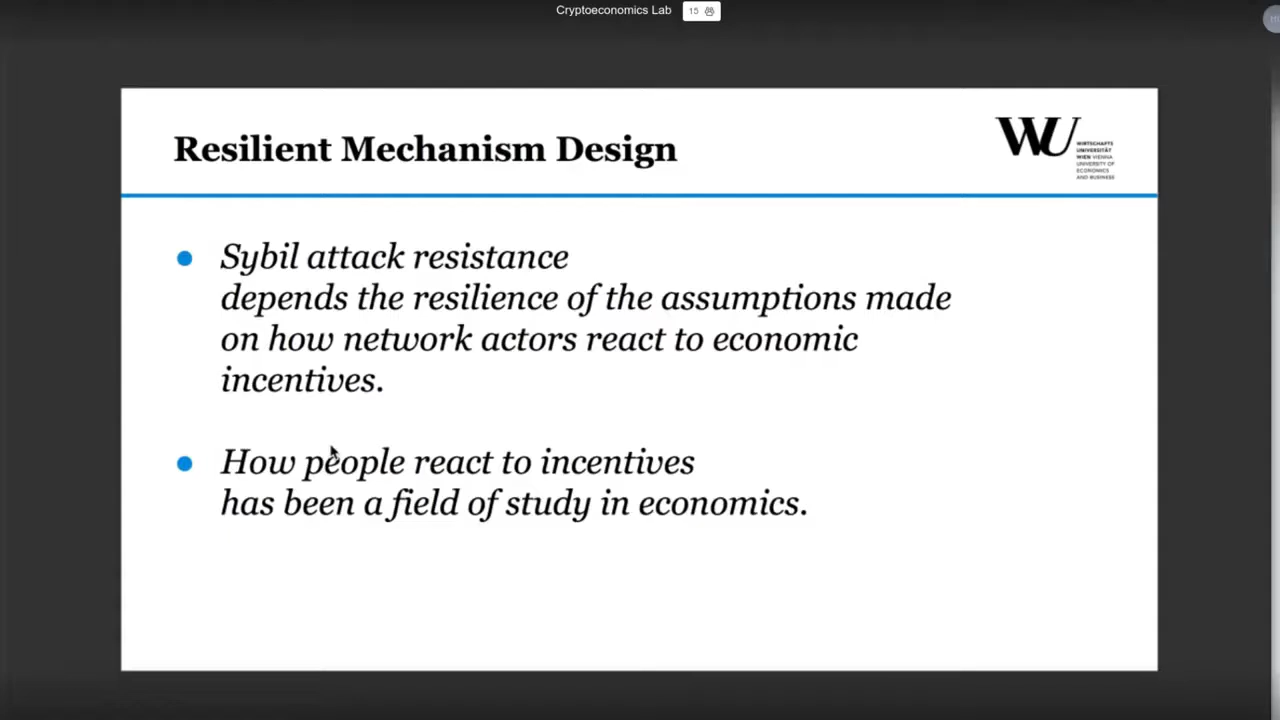 Cryptoeconomics Lab 15
Resilient Mechanism Design
WU
WIRTSCHAFTS
UNIVERSITÄT
WIEN VIENNA
UNIVERSITY OF
ECONOMICS
AND BUSINESS
Sybil attack resistance
depends the resilience of the assumptions made
on how network actors react to economic
incentives.
How people react to incentives
has been a field of study in economics.